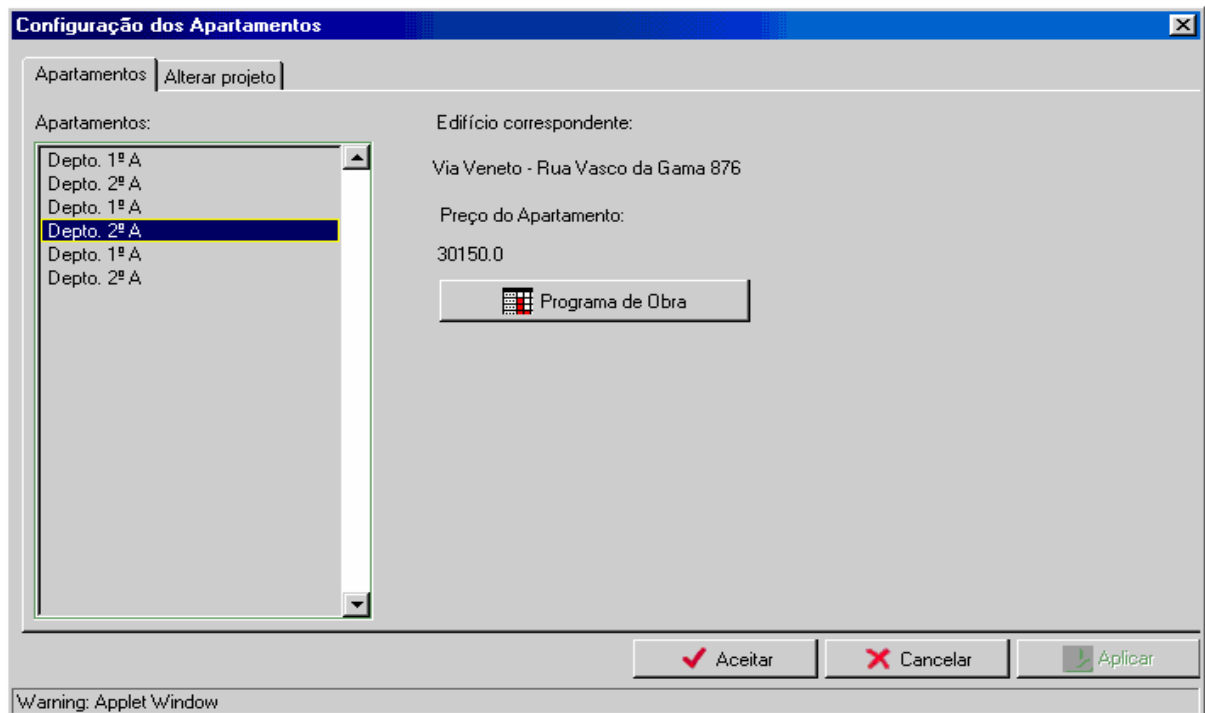 Configuração dos Apartamentos
Apartamentos
Alterar projeto
Apartamentos:
Depto. 1º A
Depto. 2º A
Depto. 1º A
Depto. 2º A
Depto. 1º A
Depto. 2º A
Edifício correspondente:
Via Veneto - Rua Vasco da Gama 876
Preço do Apartamento:
30150.0
Programa de Obra
Aceitar
Cancelar
Aplicar
Warning: Applet Window